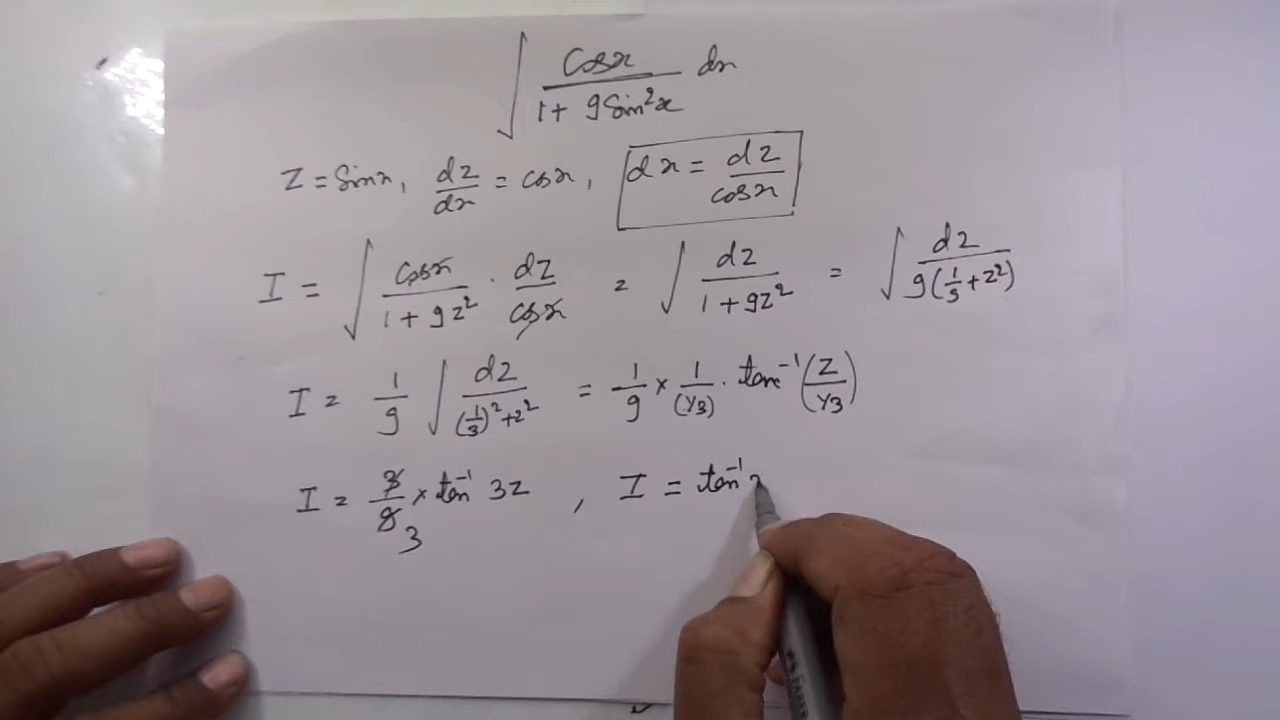 ∫ cosx / (1 + 9 sin²x) dx
z = sinx, dz/dx = cosx, dx = dz/cosx
I = ∫ cosx / (1 + 9z²) · dz/cosx = ∫ dz / (1 + 9z²) = ∫ dz / 9(1/9 + z²)
I = 1/9 ∫ dz / ((1/3)² + z²) = 1/9 × 1/(1/3) · tan⁻¹(z / 1/3)
I = 3/9 3 × tan⁻¹ 3z , I = tan⁻¹